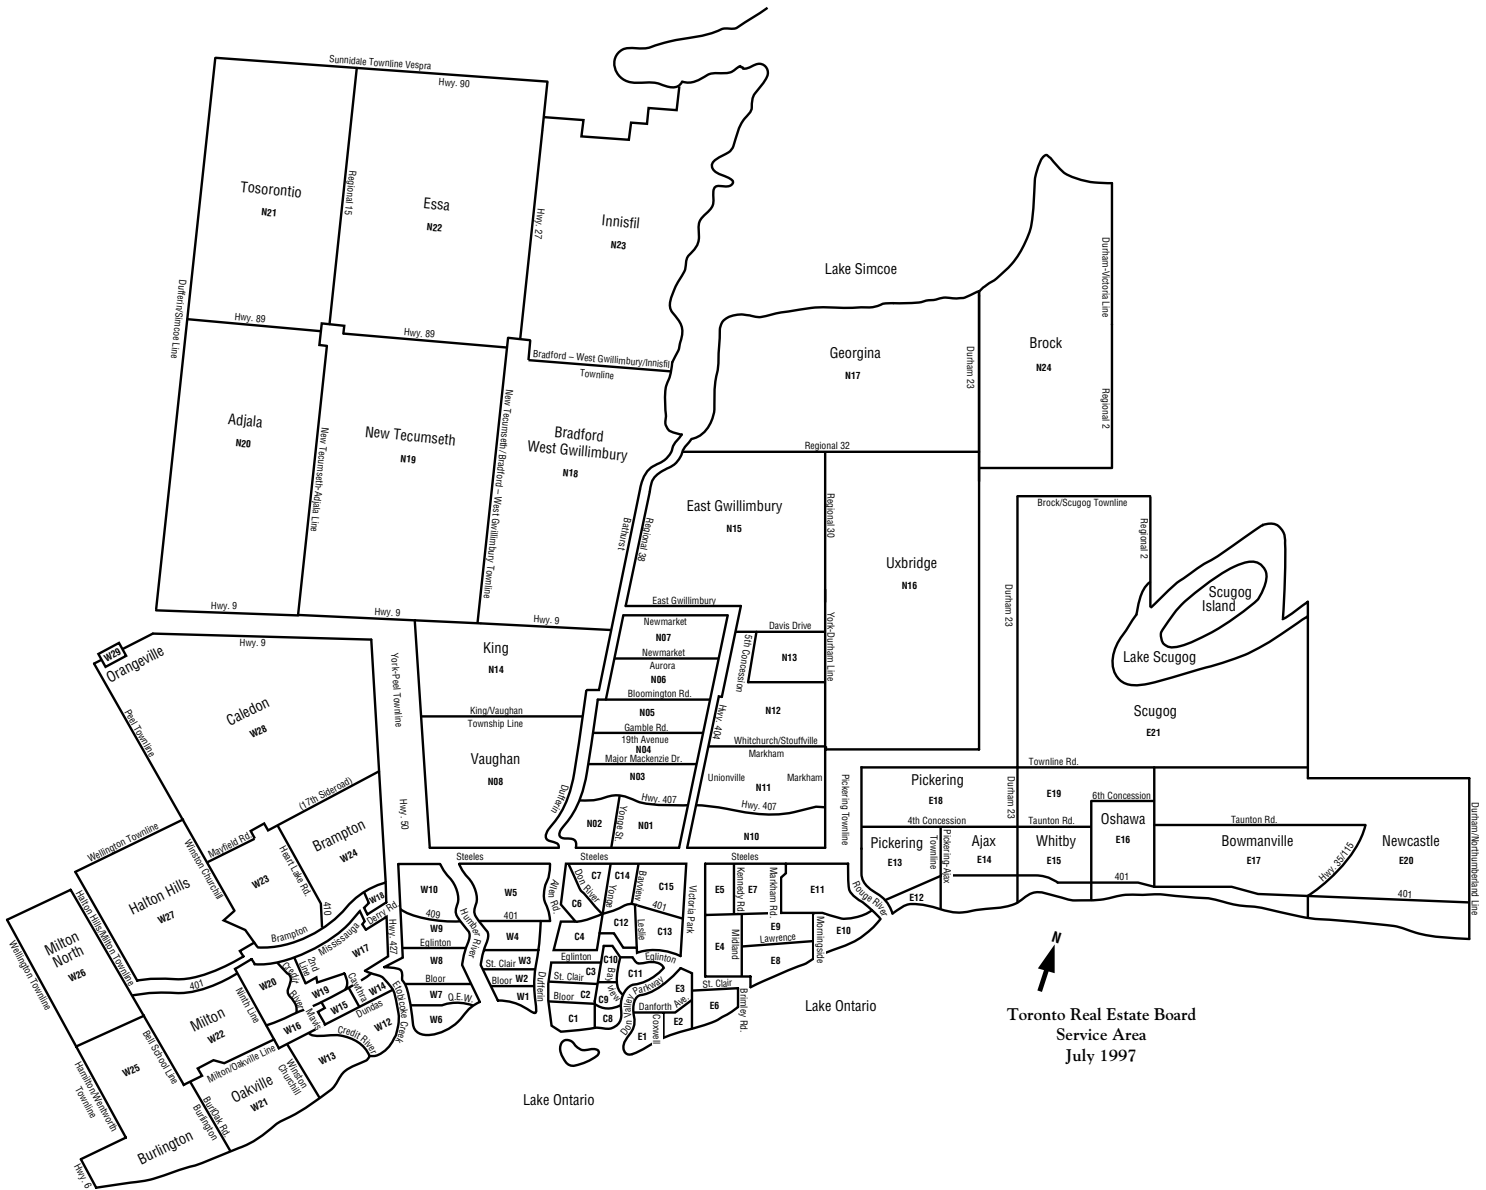 Sunnidale Townline Vespra
Hwy. 90
Tosorontio
N21
Regional 15
Essa
N22
Hwy. 27
Innisfil
N23
Dufferin/Simcoe Line
Hwy. 89
Hwy. 89
Bradford – West Gwillimbury/Innisfil
Townline
Adjala
N20
New Tecumseth-Adjala Line
New Tecumseth
N19
New Tecumseth / Bradford – West Gwillimbury Townline
Bradford
West Gwillimbury
N18
Bathurst
Regional 38
Hwy. 9
Hwy. 9
Hwy. 9
Lake Simcoe
Georgina
N17
Durham 23
Brock
N24
Durham-Victoria Line
Regional 2
Regional 32
East Gwillimbury
N15
Regional 30
Uxbridge
N16
York-Durham Line
Durham 23
Brock/Scugog Townline
Regional 2
Scugog
Island
Lake Scugog
Scugog
E21
East Gwillimbury
Newmarket
N07
Newmarket
Aurora
N06
Bloomington Rd.
N05
Gamble Rd.
19th Avenue
N04
Major Mackenzie Dr.
N03
Hwy. 407
N02
Yonge St.
N01
Davis Drive
5th Concession
N13
N12
Hwy. 404
Whitchurch/Stouffville
Markham
Unionville
Markham
N11
Hwy. 407
N10
Pickering Townline
King
N14
King/Vaughan
Township Line
Vaughan
N08
Dufferin
York-Peel Townline
Hwy. 50
W29
Orangeville
Hwy. 9
Peel Townline
Caledon
W28
(17th Sideroad)
Mayfield Rd.
Wellington Townline
Winston Churchill
Halton Hills
W27
W23
Heart Lake Rd.
Brampton
W24
410
Brampton
Mississauga
W18
Derry Rd.
W17
Hwy. 427
Wellington Townline
Milton
North
W26
Halton Hills/Milton Townline
401
Ninth Line
W20
Credit
River
2nd
Line
W19
Mavis
W15
Cawthra
W14
Dundas
W16
W12
Credit River
W13
Etobicoke Creek
Milton
W22
Bell School Line
Milton/Oakville Line
Winston
Churchill
Oakville
W21
BurlOak Rd.
Burlington
W25
Hamilton/Wentworth
Townline
Burlington
Hwy. 6
Steeles
Steeles
Steeles
W10
409
W9
Eglinton
W8
Bloor
W7
Q.E.W.
W6
Humber River
W5
401
Allen Rd.
W4
St. Clair
W3
Bloor
W2
W1
Dufferin
C7
Don River
C6
C14
Yonge
Bayview
C15
401
C12
Leslie
C13
C4
Victoria Park
Eglinton
Eglinton
St. Clair
C3
C10
Bayview
C11
Bloor
C2
C9
C1
C8
Don Valley
Parkway
Danforth Ave.
E3
E1
Coxwell
E2
St. Clair
E6
Brimley Rd.
E5
Kennedy Rd.
E7
Markham Rd.
E11
Rouge River
E4
Midland
E9
Lawrence
E8
Morningside
E10
Townline Rd.
Pickering
E18
Durham 23
E19
6th Concession
4th Concession
Taunton Rd.
Taunton Rd.
Pickering
E13
Pickering-Ajax
Townline
Ajax
E14
Whitby
E15
Oshawa
E16
401
Bowmanville
E17
Hwy. 35/115
Newcastle
E20
401
E12
Durham/Northumberland Line
Lake Ontario
Lake Ontario
N
Toronto Real Estate Board
Service Area
July 1997